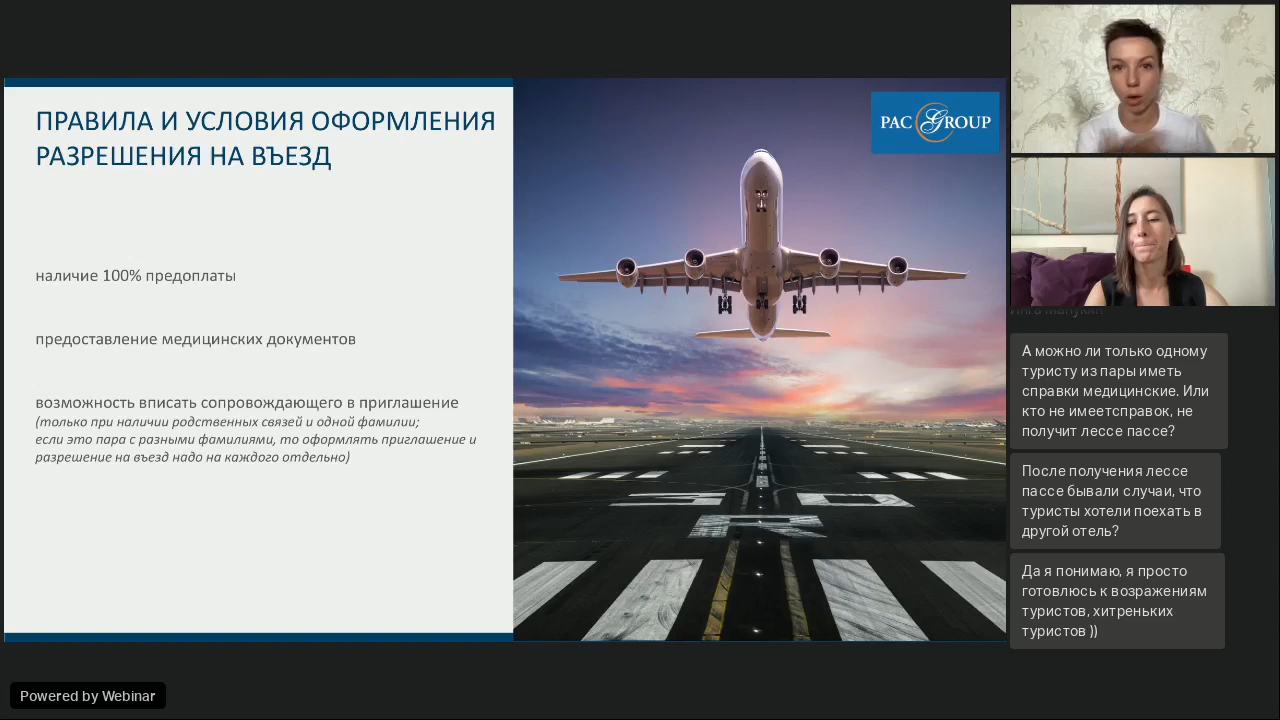 ПРАВИЛА И УСЛОВИЯ ОФОРМЛЕНИЯ
РАЗРЕШЕНИЯ НА ВЪЕЗД
наличие 100% предоплаты
предоставление медицинских документов
возможность вписать сопровождающего в приглашение
(только при наличии родственных связей и одной фамилии;
если это пара с разными фамилиями, то оформлять приглашение и
разрешение на въезд надо на каждого отдельно)
PAC GROUP
А можно ли только одному
туристу из пары иметь
справки медицинские. Или
кто не имеетсправок, не
получит лессе пассе?
После получения лессе
пассе бывали случаи, что
туристы хотели поехать в
другой отель?
Да я понимаю, я просто
готовлюсь к возражениям
туристов, хитреньких
туристов ))
Powered by Webinar